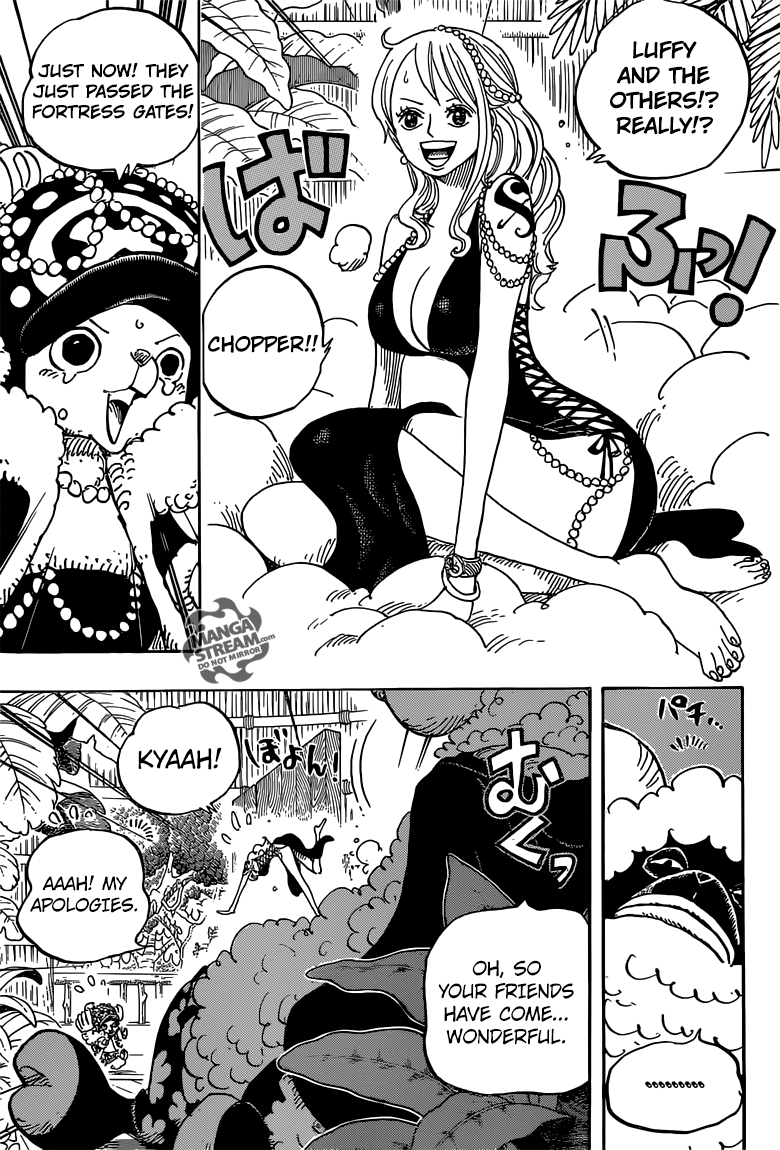 LUFFY
AND THE
OTHERS!?
REALLY!?
ふっ!
ば
CHOPPER!!
JUST NOW! THEY
JUST PASSED THE
FORTRESS GATES!
MANGA
STREAM.com
DO NOT MIRROR
パチ...
°°°°°°°°°
むくっ
OH, SO
YOUR FRIENDS
HAVE COME...
WONDERFUL.
ぼよん!
KYAAH!
AAAH! MY
APOLOGIES.